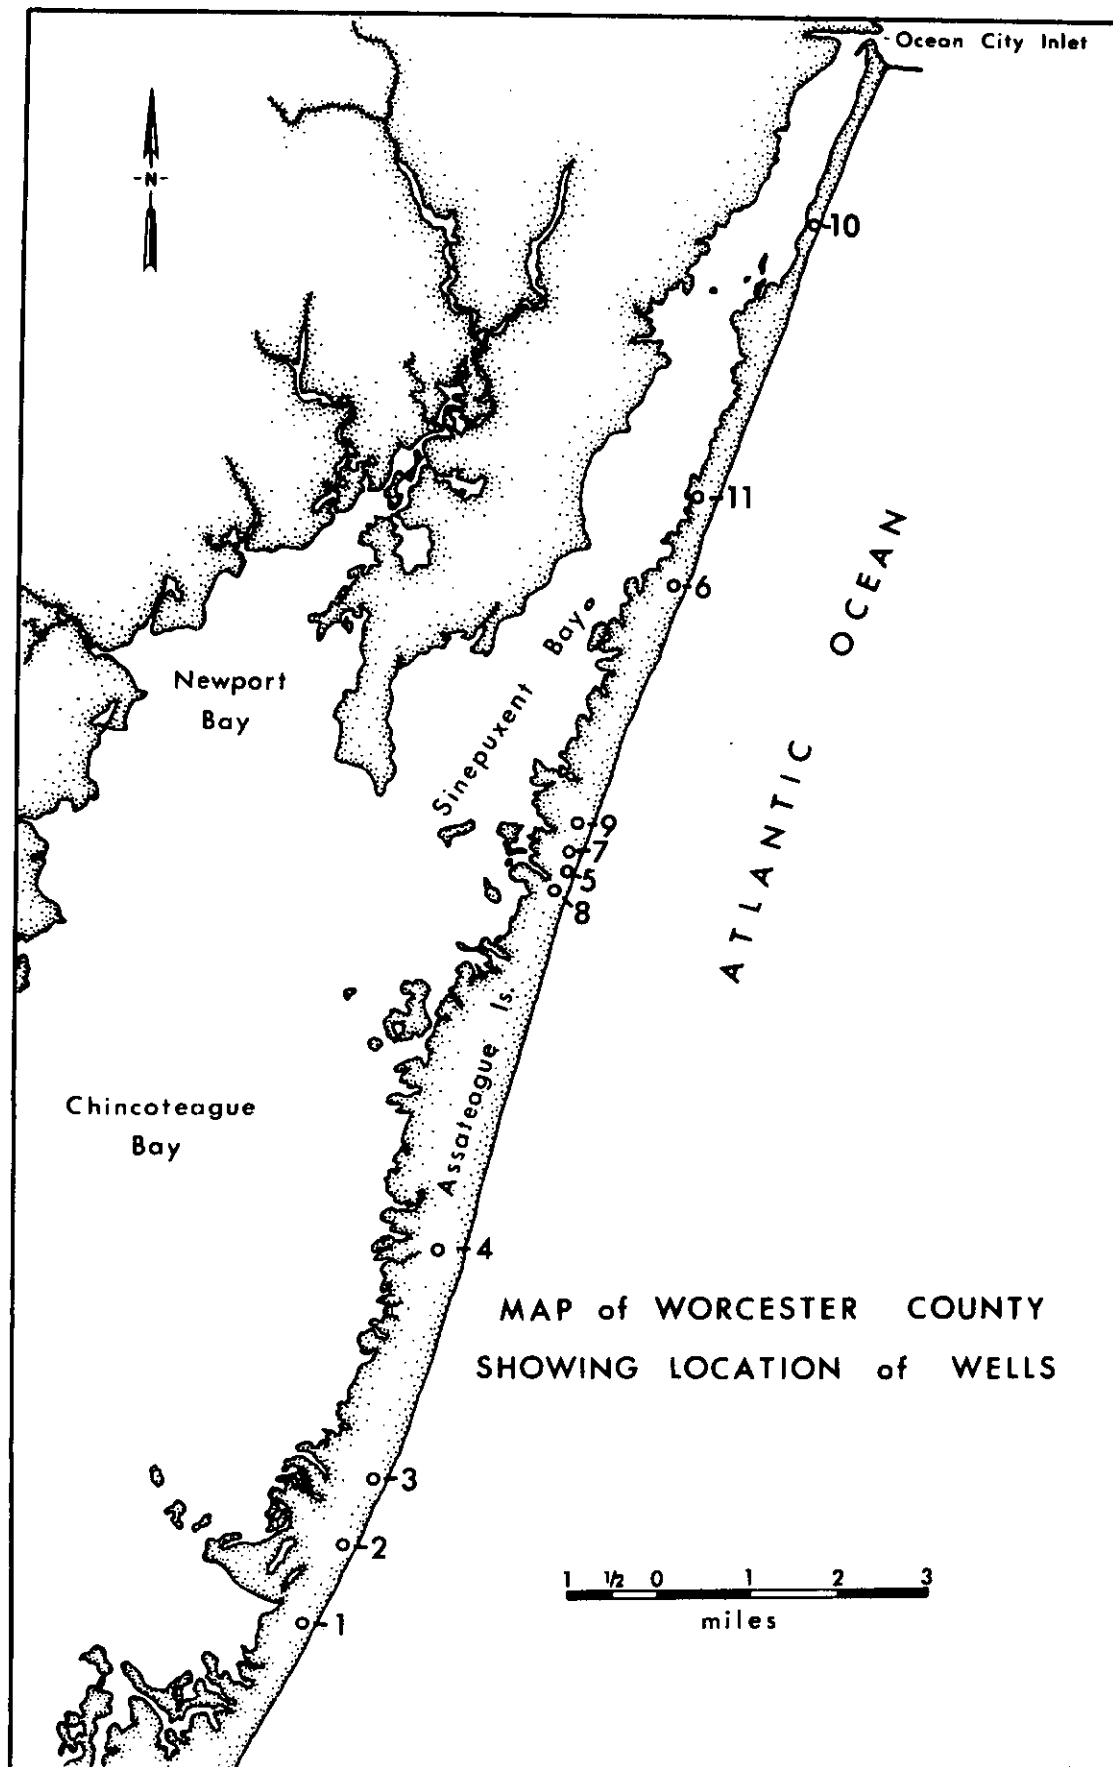 -Ocean City Inlet
-N-
10
11
6
OCEAN
Bay
Newport
Bay
Sinepuxent
ATLANTIC
9
7
5
8
Is.
Assateague
Chincoteague
Bay
4
MAP of WORCESTER COUNTY
SHOWING LOCATION of WELLS
3
2
1 1/2 0 1 2 3
miles
1